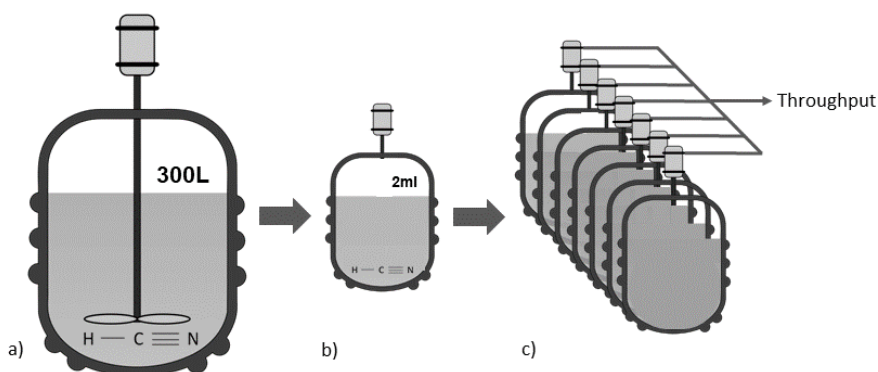 300L
H — C ≡ N
a)
2ml
H — C ≡ N
b)
Throughput
c)